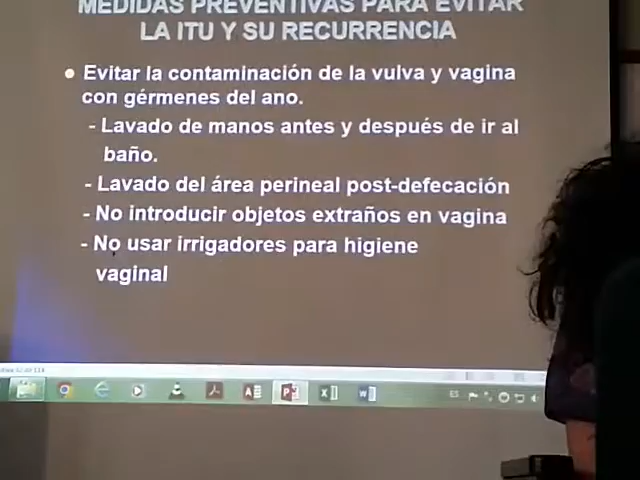 MEDIDAS PREVENTIVAS PARA EVITAR
LA ITU Y SU RECURRENCIA
● Evitar la contaminación de la vulva y vagina
con gérmenes del ano.
- Lavado de manos antes y después de ir al
baño.
- Lavado del área perineal post-defecación
- No introducir objetos extraños en vagina
- No usar irrigadores para higiene
vaginal
ES